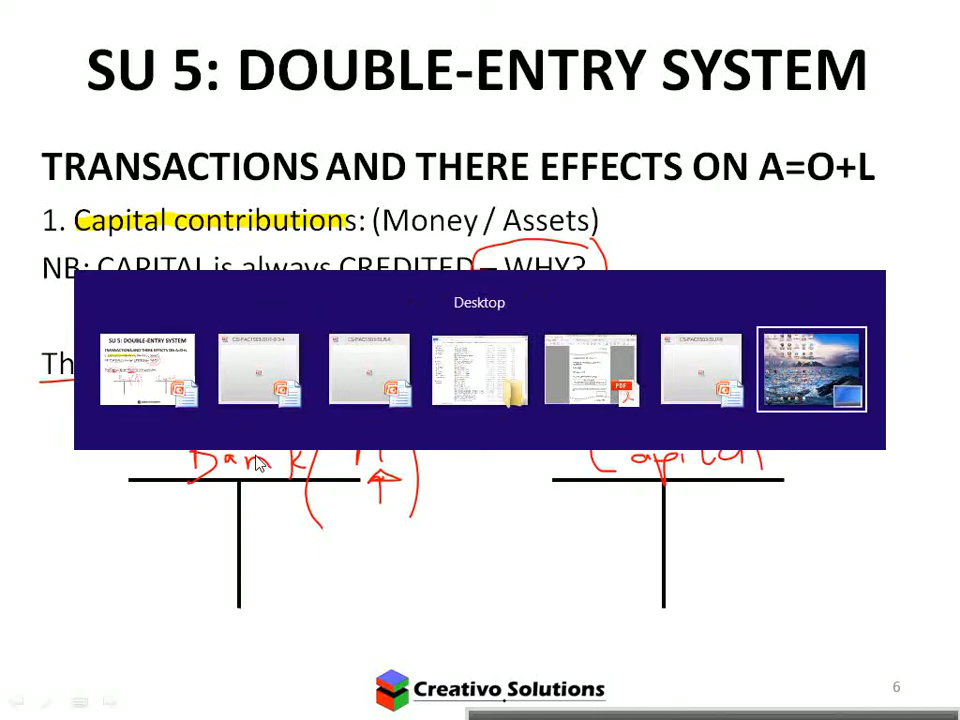 SU 5: DOUBLE-ENTRY SYSTEM
TRANSACTIONS AND THERE EFFECTS ON A=O+L
1. Capital contributions: (Money / Assets)
NB: CAPITAL is always CREDITED – WHY?
Desktop
Th
Bank
Capital
Creativo Solutions
6